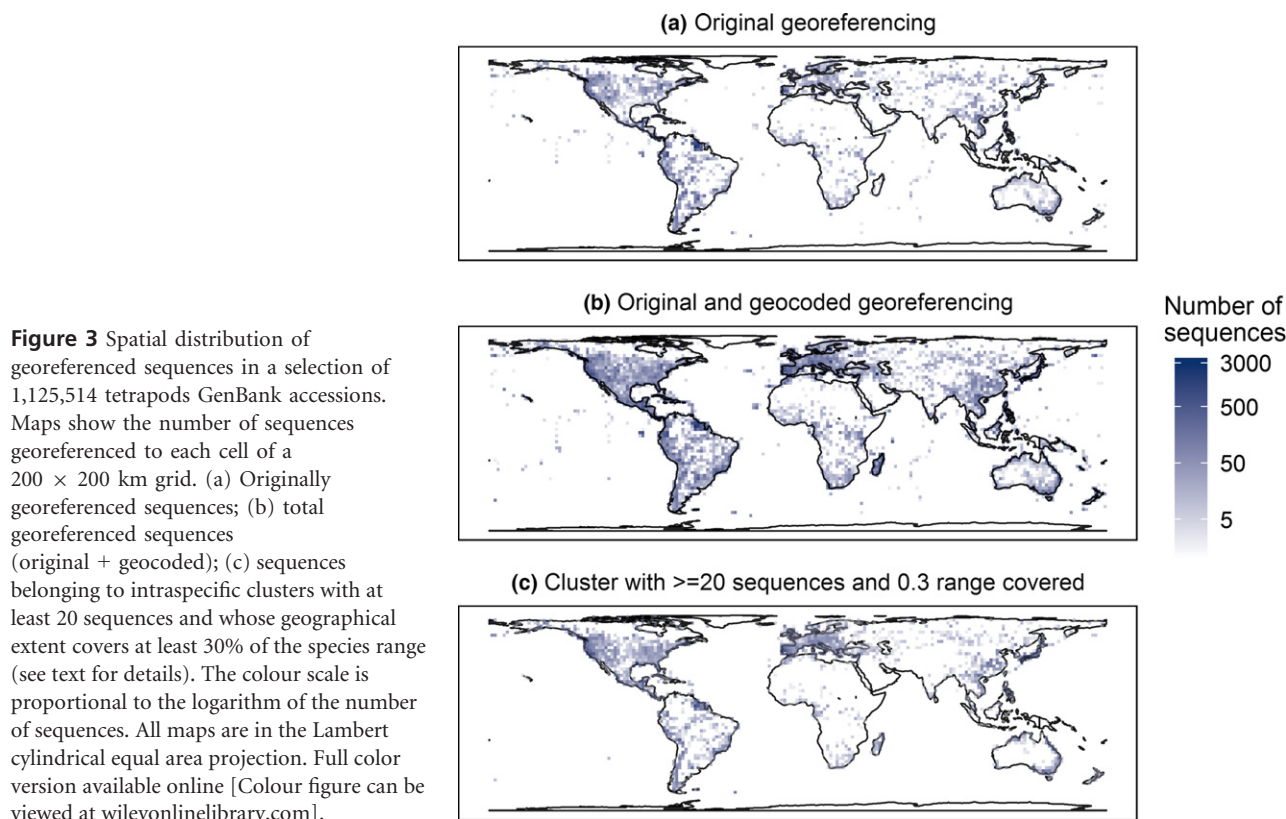 (a) Original georeferencing
(b) Original and geocoded georeferencing
(c) Cluster with >=20 sequences and 0.3 range covered
Number of
sequences
3000
500
50
5
Figure 3 Spatial distribution of
georeferenced sequences in a selection of
1,125,514 tetrapods GenBank accessions.
Maps show the number of sequences
georeferenced to each cell of a
200 × 200 km grid. (a) Originally
georeferenced sequences; (b) total
georeferenced sequences
(original + geocoded); (c) sequences
belonging to intraspecific clusters with at
least 20 sequences and whose geographical
extent covers at least 30% of the species range
(see text for details). The colour scale is
proportional to the logarithm of the number
of sequences. All maps are in the Lambert
cylindrical equal area projection. Full color
version available online [Colour figure can be
viewed at wileyonlinelibrary.com].